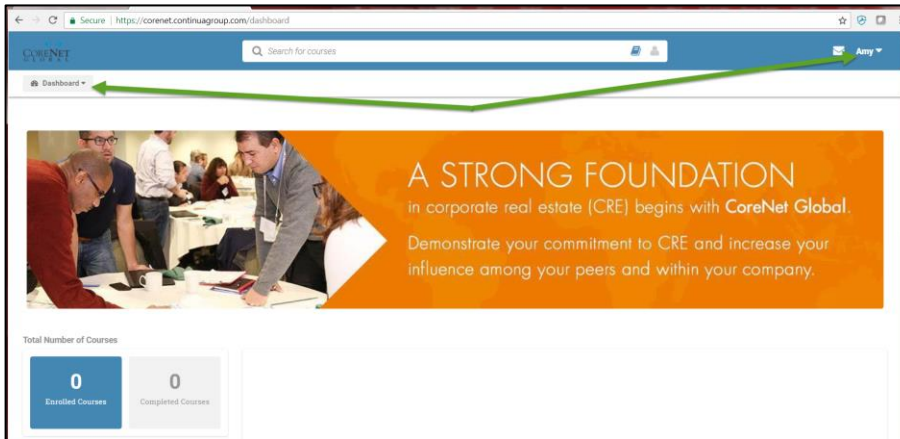 Secure | https://corenet.continuagroup.com/dashboard
CORENET
GLOBAL
Search for courses
Amy
Dashboard
A STRONG FOUNDATION
in corporate real estate (CRE) begins with CoreNet Global.
Demonstrate your commitment to CRE and increase your
influence among your peers and within your company.
Total Number of Courses
0
Enrolled Courses
0
Completed Courses